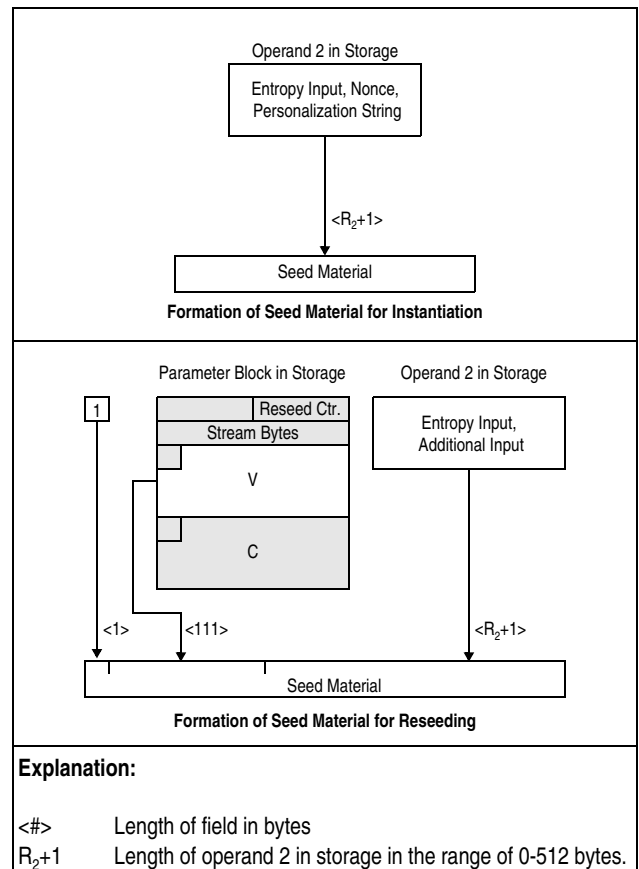 Operand 2 in Storage
Entropy Input, Nonce,
Personalization String
<R₂+1>
Seed Material
Formation of Seed Material for Instantiation
Parameter Block in Storage
Operand 2 in Storage
1
Reseed Ctr.
Stream Bytes
V
C
Entropy Input,
Additional Input
<1>
<111>
<R₂+1>
Seed Material
Formation of Seed Material for Reseeding
Explanation:
<#> Length of field in bytes
R₂+1 Length of operand 2 in storage in the range of 0-512 bytes.